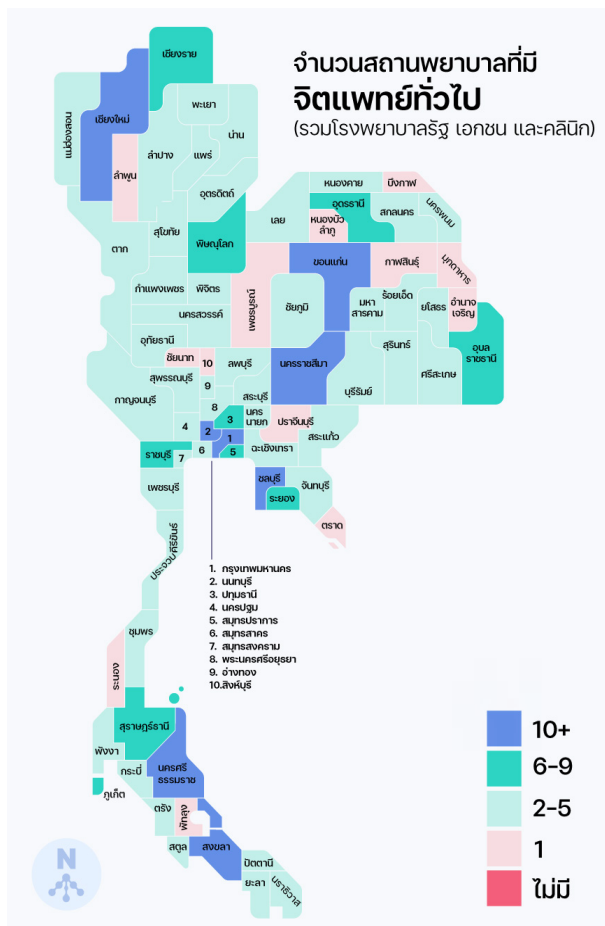 จำนวนสถานพยาบาลที่มี
จิตแพทย์ทั่วไป
(รวมโรงพยาบาลรัฐ เอกชน และคลินิก)
เชียงราย
เชียงใหม่
แม่ฮ่องสอน
พะเยา
น่าน
ลำปาง
แพร่
ลำพูน
อุตรดิตถ์
ตาก
สุโขทัย
พิษณุโลก
เลย
หนองคาย
บึงกาฬ
อุดรธานี
หนองบัว
ลำภู
สกลนคร
นครพนม
ขอนแก่น
กาฬสินธุ์
มุกดาหาร
กำแพงเพชร
พิจิตร
เพชรบูรณ์
ชัยภูมิ
มหา
สารคาม
ร้อยเอ็ด
ยโสธร
อำนาจ
เจริญ
นครสวรรค์
อุทัยธานี
ชัยนาท
10
ลพบุรี
นครราชสีมา
สุรินทร์
อุบล
ราชธานี
ศรีสะเกษ
บุรีรัมย์
สุพรรณบุรี
9
กาญจนบุรี
สระบุรี
8
นคร
นายก
ปราจีนบุรี
สระแก้ว
4
3
2
1
ฉะเชิงเทรา
ราชบุรี
7
6
5
เพชรบุรี
ชลบุรี
ระยอง
จันทบุรี
ตราด
ประจวบคีรีขันธ์
1. กรุงเทพมหานคร
2. นนทบุรี
3. ปทุมธานี
4. นครปฐม
5. สมุทรปราการ
6. สมุทรสาคร
7. สมุทรสงคราม
8. พระนครศรีอยุธยา
9. อ่างทอง
10.สิงห์บุรี
ชุมพร
ระนอง
สุราษฎร์ธานี
พังงา
กระบี่
นครศรี
ธรรมราช
ภูเก็ต
ตรัง
พัทลุง
สตูล
สงขลา
ปัตตานี
ยะลา
นราธิวาส
10+
6-9
2-5
1
ไม่มี
N